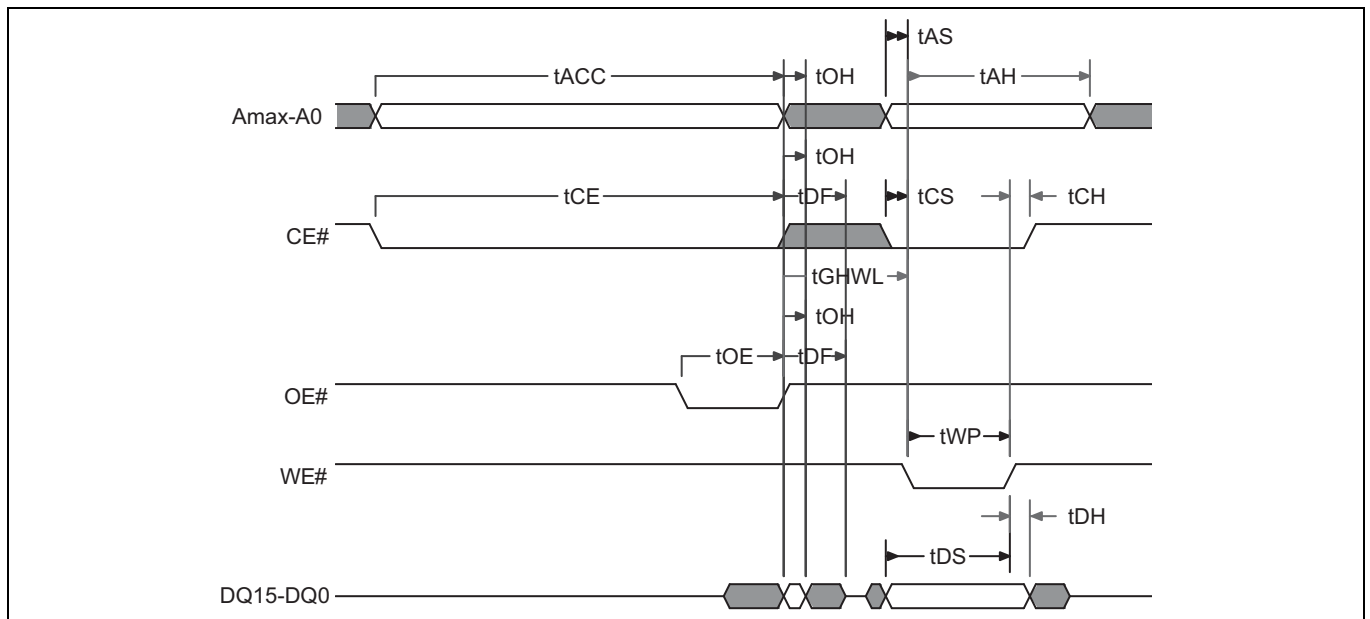 tAS
tACC tOH tAH
Amax-A0
tOH
tCE tDF tCS tCH
CE#
tGHWL
tOH
tOE tDF
OE#
tWP
WE#
tDH
tDS
DQ15-DQ0